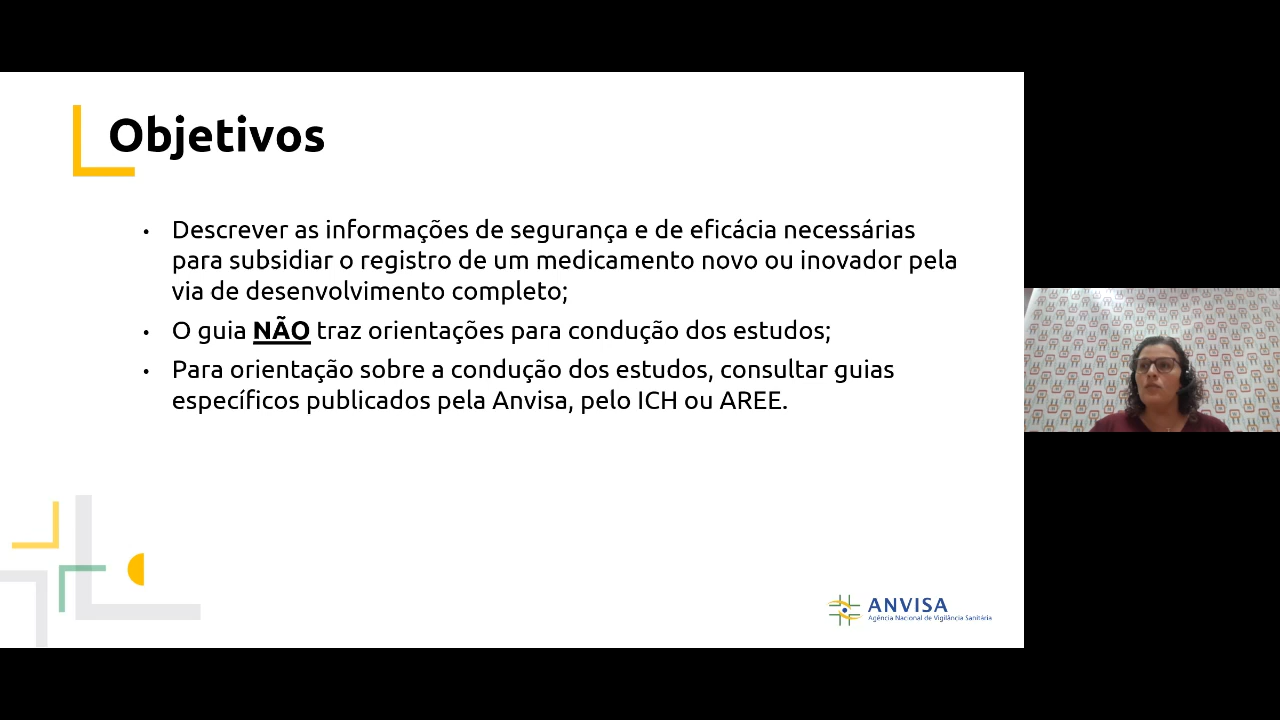 Objetivos
• Descrever as informações de segurança e de eficácia necessárias
para subsidiar o registro de um medicamento novo ou inovador pela
via de desenvolvimento completo;
• O guia NÃO traz orientações para condução dos estudos;
• Para orientação sobre a condução dos estudos, consultar guias
específicos publicados pela Anvisa, pelo ICH ou AREE.
ANVISA
Agência Nacional de Vigilância Sanitária